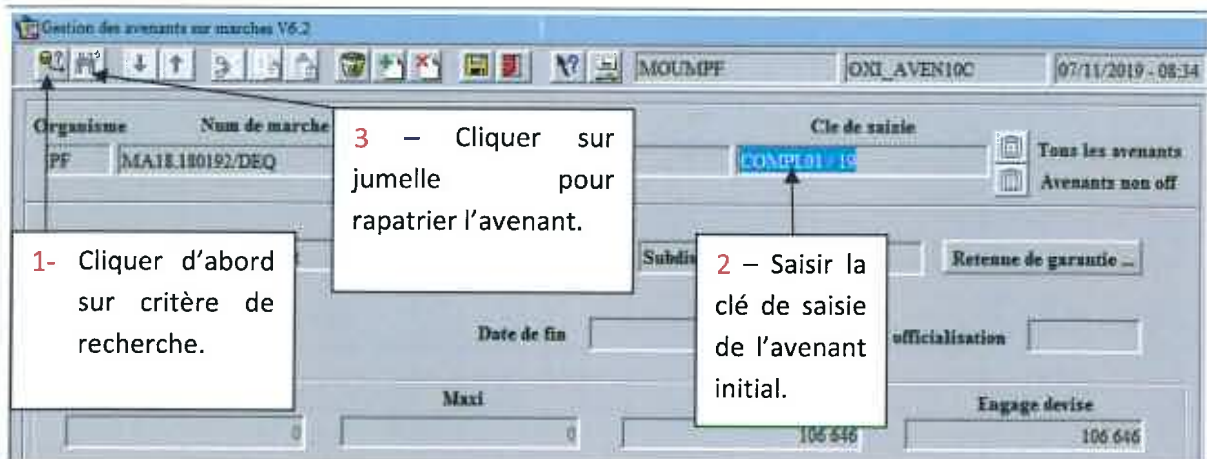 Gestion des avenants sur marches V6.2
MOUMPF OXI_AVEN10C 07/11/2019 - 08:34
Organisme Num de marche Cle de saisie
PF MA18.180192/DEQ COMPL01 / 19
Tous les avenants
Avenants non off
3 – Cliquer sur
jumelle pour
rapatrier l’avenant.
1- Cliquer d’abord
sur critère de
recherche.
2 – Saisir la
clé de saisie
de l’avenant
initial.
Retenue de garantie ...
Date de fin officialisation
Maxi Engage devise
0 0 106 646 106 646